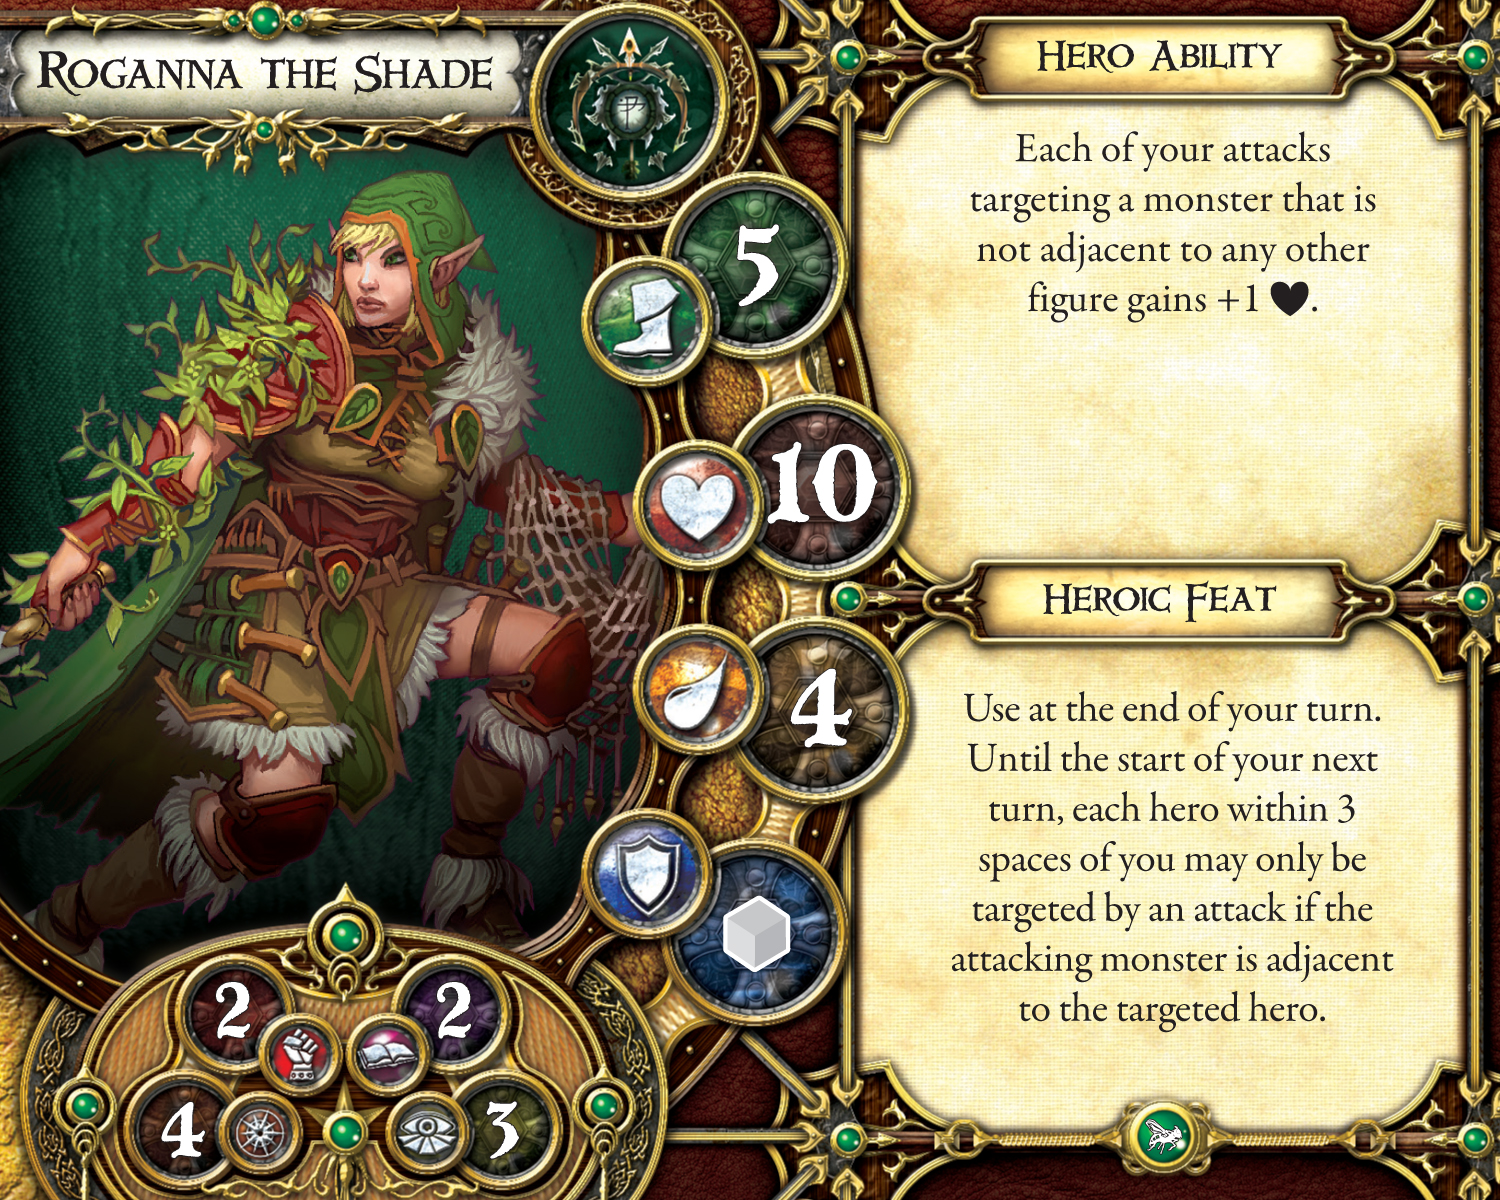 Roganna the Shade
5
10
4
2
2
4
3
Hero Ability
Each of your attacks
targeting a monster that is
not adjacent to any other
figure gains +1 ♥.
Heroic Feat
Use at the end of your turn.
Until the start of your next
turn, each hero within 3
spaces of you may only be
targeted by an attack if the
attacking monster is adjacent
to the targeted hero.